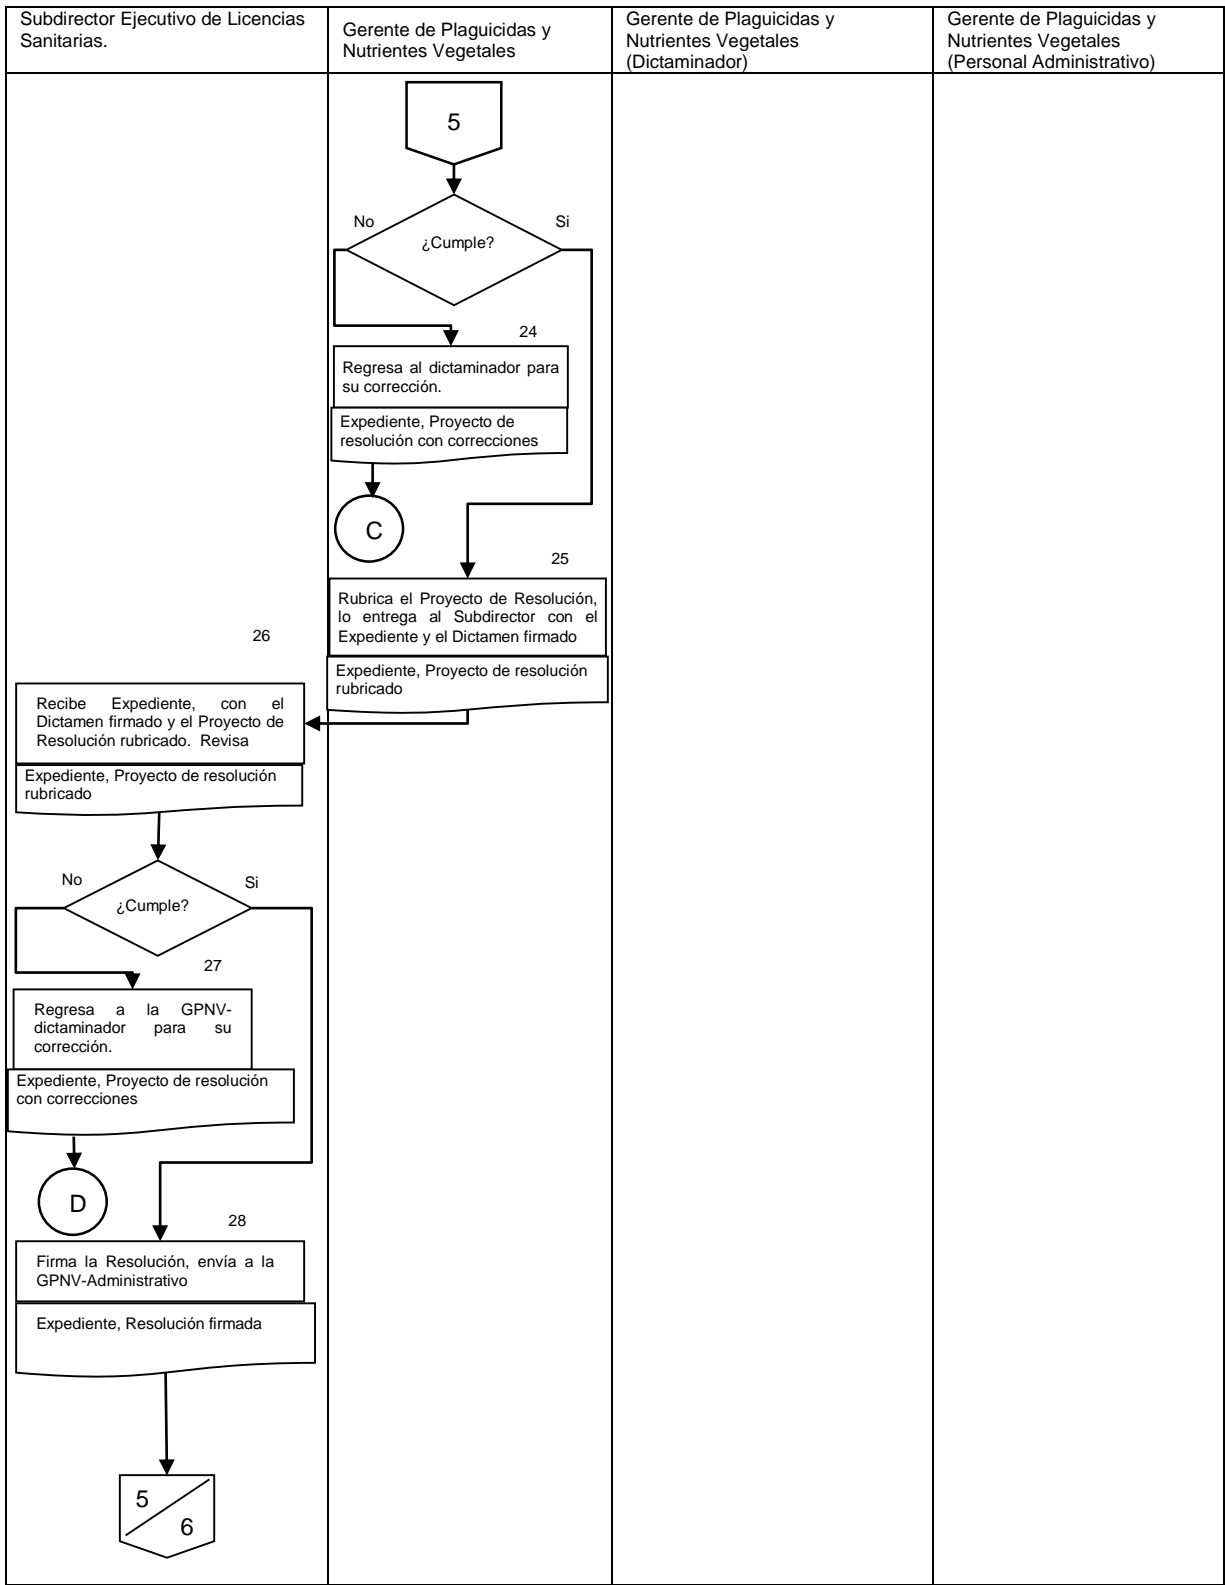 Subdirector Ejecutivo de Licencias
Sanitarias.
Gerente de Plaguicidas y
Nutrientes Vegetales
Gerente de Plaguicidas y
Nutrientes Vegetales
(Dictaminador)
Gerente de Plaguicidas y
Nutrientes Vegetales
(Personal Administrativo)
5
No
Si
¿Cumple?
24
Regresa al dictaminador para
su corrección.
Expediente, Proyecto de
resolución con correcciones
C
25
Rubrica el Proyecto de Resolución,
lo entrega al Subdirector con el
Expediente y el Dictamen firmado
Expediente, Proyecto de resolución
rubricado
26
Recibe Expediente, con el
Dictamen firmado y el Proyecto de
Resolución rubricado. Revisa
Expediente, Proyecto de resolución
rubricado
No
Si
¿Cumple?
27
Regresa a la GPNV-
dictaminador para su
corrección.
Expediente, Proyecto de resolución
con correcciones
D
28
Firma la Resolución, envía a la
GPNV-Administrativo
Expediente, Resolución firmada
5
6